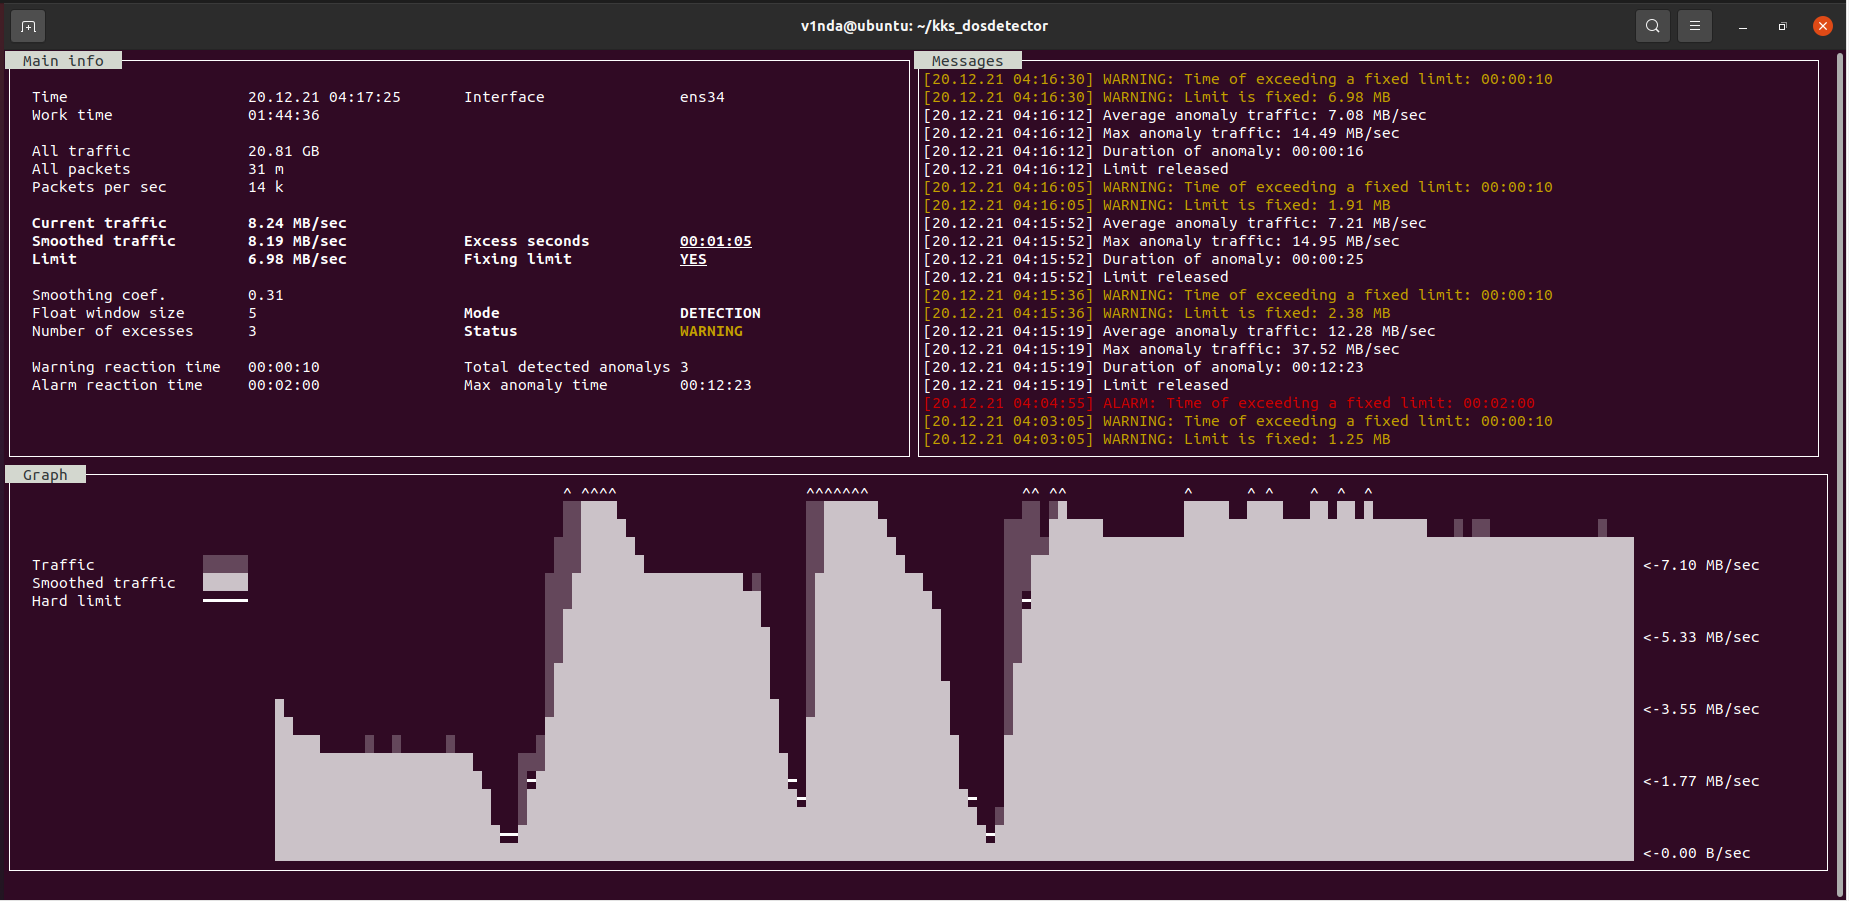 v1nda@ubuntu: ~/kks_dosdetector
Main info
Time 20.12.21 04:17:25 Interface ens34
Work time 01:44:36
All traffic 20.81 GB
All packets 31 m
Packets per sec 14 k
Current traffic 8.24 MB/sec
Smoothed traffic 8.19 MB/sec Excess seconds 00:01:05
Limit 6.98 MB/sec Fixing limit YES
Smoothing coef. 0.31
Float window size 5 Mode DETECTION
Number of excesses 3 Status WARNING
Warning reaction time 00:00:10 Total detected anomalys 3
Alarm reaction time 00:02:00 Max anomaly time 00:12:23
Messages
[20.12.21 04:16:30] WARNING: Time of exceeding a fixed limit: 00:00:10
[20.12.21 04:16:30] WARNING: Limit is fixed: 6.98 MB
[20.12.21 04:16:12] Average anomaly traffic: 7.08 MB/sec
[20.12.21 04:16:12] Max anomaly traffic: 14.49 MB/sec
[20.12.21 04:16:12] Duration of anomaly: 00:00:16
[20.12.21 04:16:12] Limit released
[20.12.21 04:16:05] WARNING: Time of exceeding a fixed limit: 00:00:10
[20.12.21 04:16:05] WARNING: Limit is fixed: 1.91 MB
[20.12.21 04:15:52] Average anomaly traffic: 7.21 MB/sec
[20.12.21 04:15:52] Max anomaly traffic: 14.95 MB/sec
[20.12.21 04:15:52] Duration of anomaly: 00:00:25
[20.12.21 04:15:52] Limit released
[20.12.21 04:15:36] WARNING: Time of exceeding a fixed limit: 00:00:10
[20.12.21 04:15:36] WARNING: Limit is fixed: 2.38 MB
[20.12.21 04:15:19] Average anomaly traffic: 12.28 MB/sec
[20.12.21 04:15:19] Max anomaly traffic: 37.52 MB/sec
[20.12.21 04:15:19] Duration of anomaly: 00:12:23
[20.12.21 04:15:19] Limit released
[20.12.21 04:04:55] ALARM: Time of exceeding a fixed limit: 00:02:00
[20.12.21 04:03:05] WARNING: Time of exceeding a fixed limit: 00:00:10
[20.12.21 04:03:05] WARNING: Limit is fixed: 1.25 MB
Graph
^ ^^^^ ^^^^^^^ ^^ ^^ ^ ^ ^ ^ ^ ^
Traffic
Smoothed traffic
Hard limit
<-7.10 MB/sec
<-5.33 MB/sec
<-3.55 MB/sec
<-1.77 MB/sec
<-0.00 B/sec